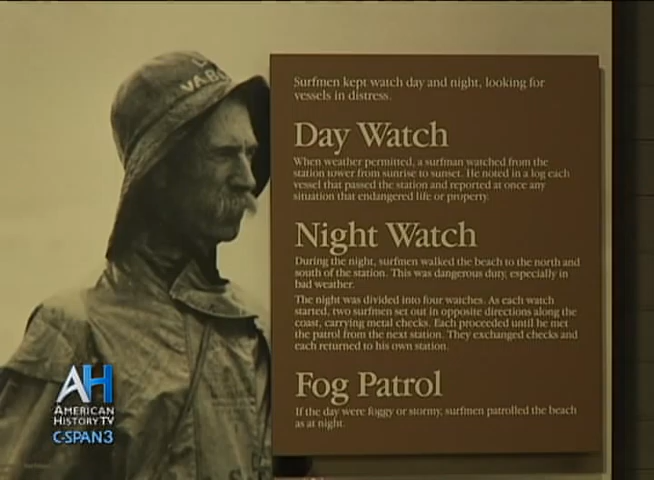 Surfmen kept watch day and night, looking for
vessels in distress.
Day Watch
When weather permitted, a surfman watched from the
station tower from sunrise to sunset. He noted in a log each
vessel that passed the station and reported at once any
situation that endangered life or property.
Night Watch
During the night, surfmen walked the beach to the north and
south of the station. This was dangerous duty, especially in
bad weather.
The night was divided into four watches. As each watch
started, two surfmen set out in opposite directions along the
coast, carrying metal checks. Each proceeded until he met
the patrol from the next station. They exchanged checks and
each returned to his own station.
Fog Patrol
If the day were foggy or stormy, surfmen patrolled the beach
as at night.
AH
AMERICAN
HISTORY TV
C-SPAN3